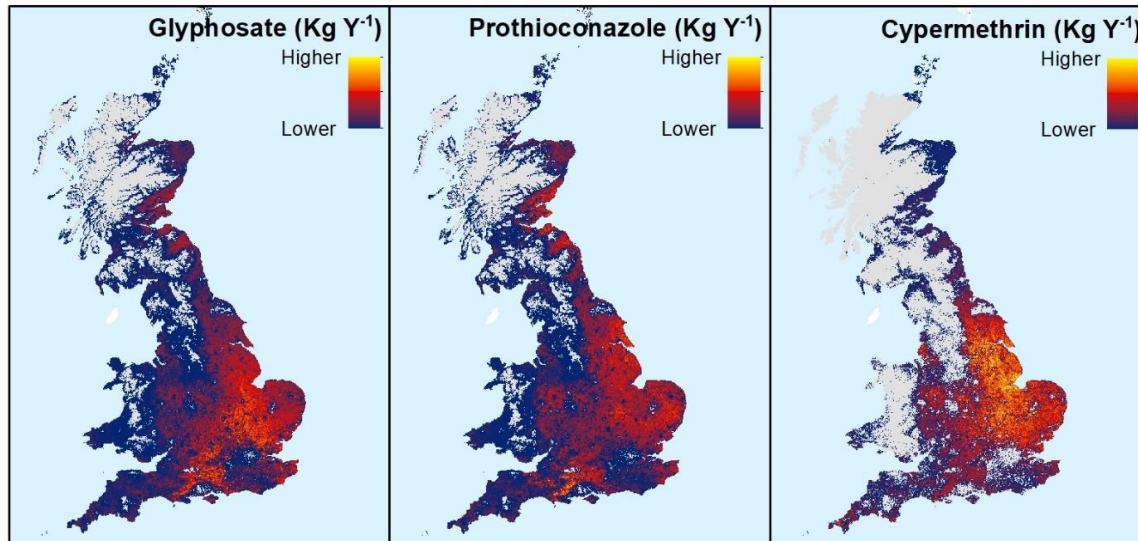 Glyphosate (Kg Y⁻¹)
Higher
Lower
Prothioconazole (Kg Y⁻¹)
Higher
Lower
Cypermethrin (Kg Y⁻¹)
Higher
Lower